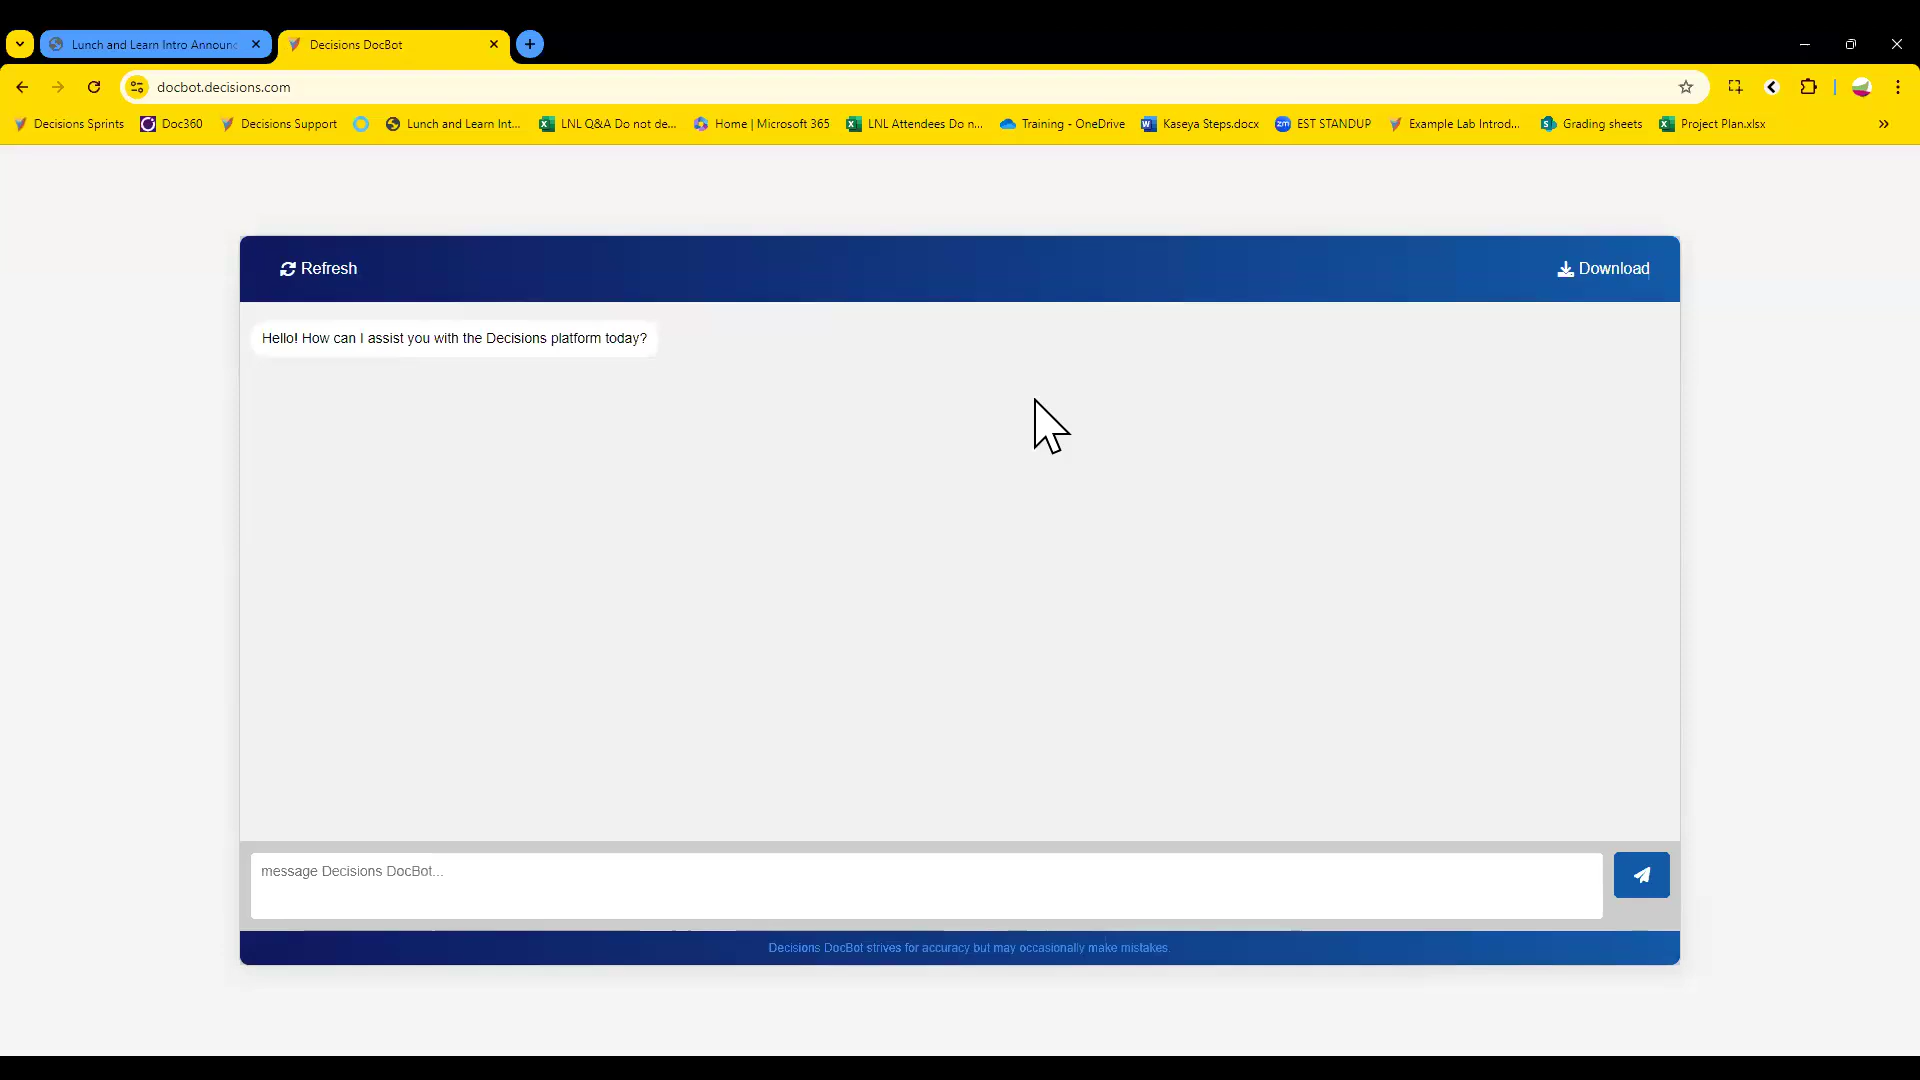 Lunch and Learn Intro Announc
Decisions DocBot
docbot.decisions.com
Decisions Sprints
Doc360
Decisions Support
Lunch and Learn Int...
LNL Q&A Do not de...
Home | Microsoft 365
LNL Attendees Do n...
Training - OneDrive
Kaseya Steps.docx
zm EST STANDUP
Example Lab Introd...
Grading sheets
Project Plan.xlsx
Refresh
Download
Hello! How can I assist you with the Decisions platform today?
message Decisions DocBot...
Decisions DocBot strives for accuracy but may occasionally make mistakes.